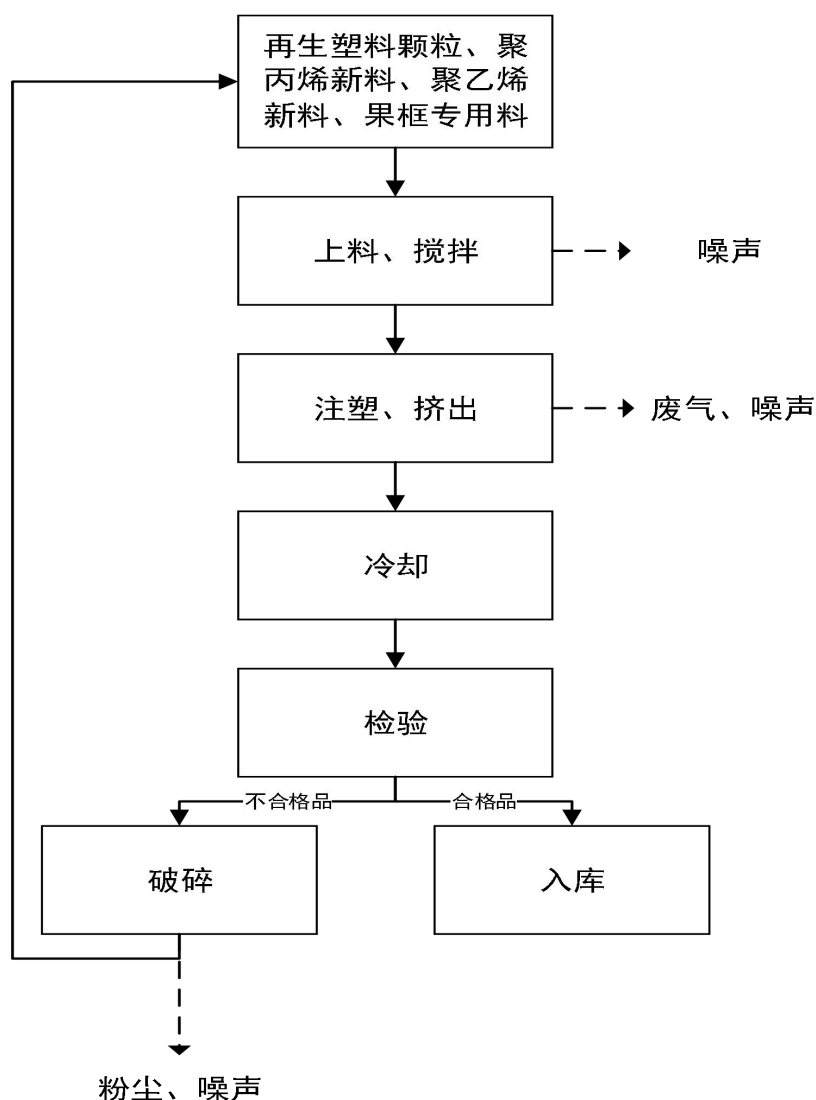 再生塑料颗粒、聚
丙烯新料、聚乙烯
新料、果框专用料
上料、搅拌
噪声
注塑、挤出
废气、噪声
冷却
检验
不合格品
合格品
破碎
入库
粉尘、噪声